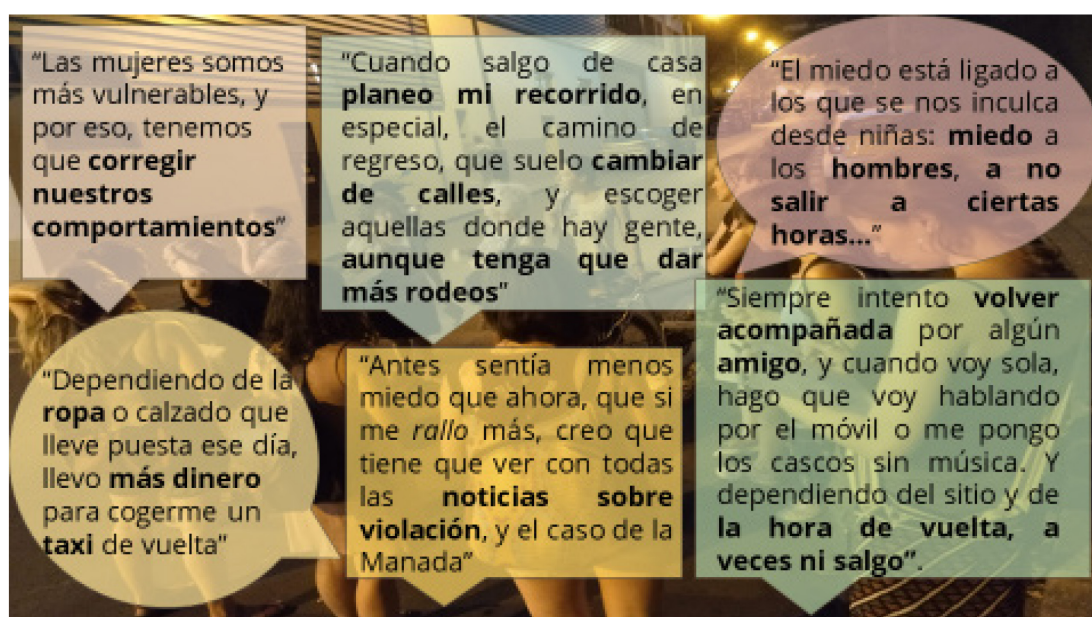 “Las mujeres somos
más vulnerables, y
por eso, tenemos
que corregir
nuestros
comportamientos”
“Cuando salgo de casa
planeo mi recorrido, en
especial, el camino de
regreso, que suelo cambiar
de calles, y escoger
aquellas donde hay gente,
aunque tenga que dar
más rodeos”
“El miedo está ligado a
los que se nos inculca
desde niñas: miedo a
los hombres, a no
salir a ciertas
horas...”
“Dependiendo de la
ropa o calzado que
lleve puesta ese día,
llevo más dinero
para cogerme un
taxi de vuelta”
“Antes sentía menos
miedo que ahora, que si
me rallo más, creo que
tiene que ver con todas
las noticias sobre
violación, y el caso de la
Manada”
“Siempre intento volver
acompañada por algún
amigo, y cuando voy sola,
hago que voy hablando
por el móvil o me pongo
los cascos sin música. Y
dependiendo del sitio y de
la hora de vuelta, a
veces ni salgo”.